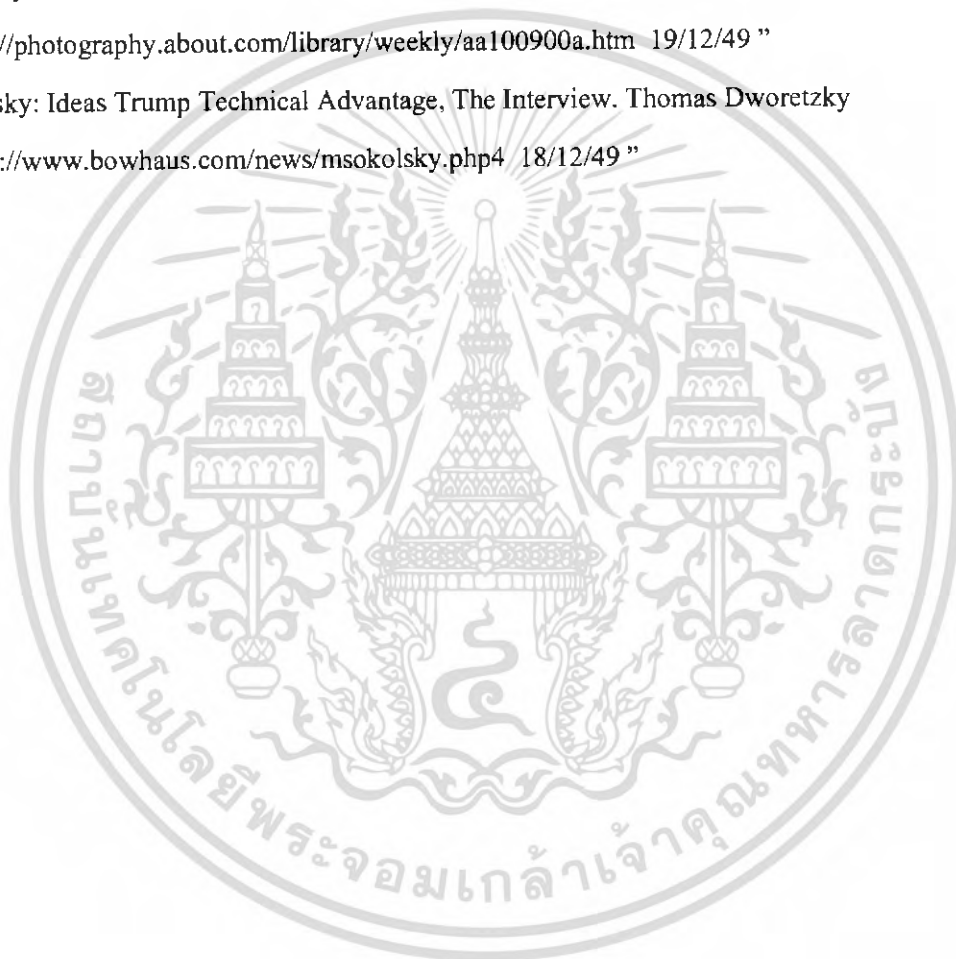 //photography.about.com/library/weekly/aa100900a.htm 19/12/49 ”
sky: Ideas Trump Technical Advantage, The Interview. Thomas Dworetzky
://www.bowhaus.com/news/msokolsky.php4 18/12/49 ”
๔
สถาบันเทคโนโลยีพระจอมเกล้าเจ้าคุณทหารลาดกระบัง